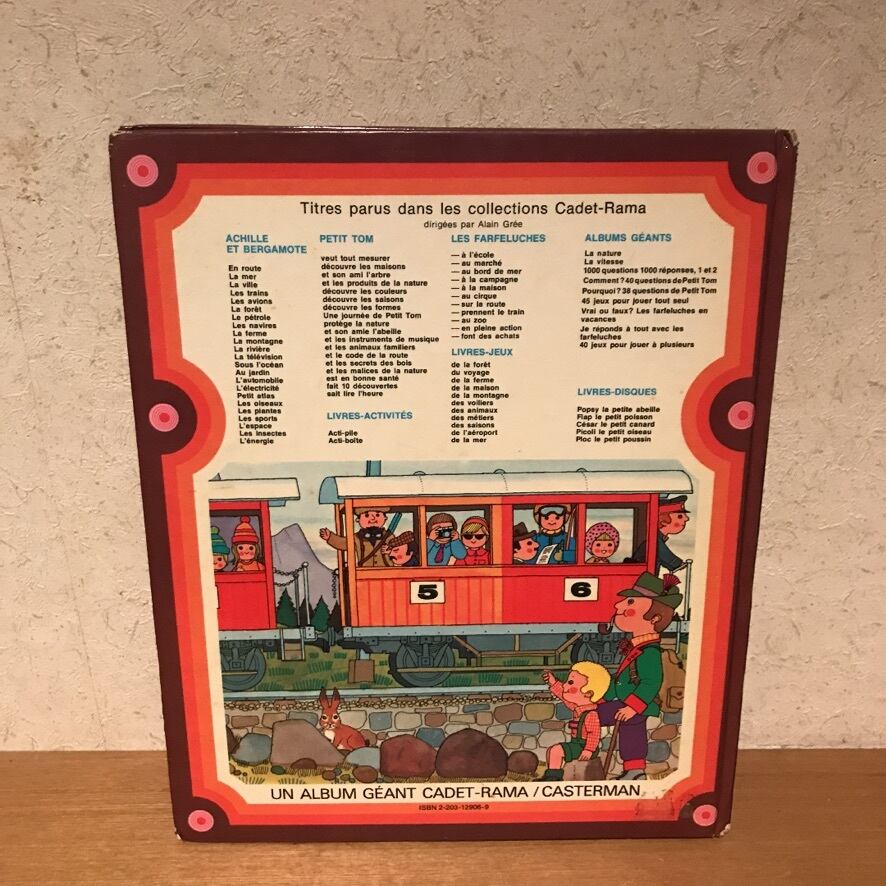 Titres parus dans les collections Cadet-Rama
dirigées par Alain Grée
ACHILLE
ET BERGAMOTE
En route
La mer
La ville
Les trains
Les avions
La forêt
Le pétrole
Les navires
La ferme
La montagne
La rivière
La télévision
Sous l'océan
Au jardin
L'automobile
L'électricité
Petit atlas
Les oiseaux
Les plantes
Les sports
L'espace
Les insectes
L'énergie
PETIT TOM
veut tout mesurer
découvre les maisons
et son ami l'arbre
et les produits de la nature
découvre les couleurs
découvre les saisons
découvre les formes
Une journée de Petit Tom
protège la nature
et son amie l'abeille
et les instruments de musique
et les animaux familiers
et le code de la route
et les secrets des bois
et les malices de la nature
est en bonne santé
fait 10 découvertes
sait lire l'heure
LIVRES-ACTIVITÉS
Acti-pile
Acti-boîte
LES FARFELUCHES
— à l'école
— au marché
— au bord de mer
— à la campagne
— à la maison
— au cirque
— sur la route
— prennent le train
— au zoo
— en pleine action
— font des achats
LIVRES-JEUX
de la forêt
du voyage
de la ferme
de la maison
de la montagne
des voiliers
des animaux
des métiers
des saisons
de l'aéroport
de la mer
ALBUMS GÉANTS
La nature
La vitesse
1000 questions 1000 réponses, 1 et 2
Comment ? 40 questions de Petit Tom
Pourquoi ? 38 questions de Petit Tom
45 jeux pour jouer tout seul
Vrai ou faux? Les farfeluches en
vacances
Je réponds à tout avec les
farfeluches
40 jeux pour jouer à plusieurs
LIVRES-DISQUES
Popsy la petite abeille
Flap le petit poisson
César le petit canard
Picoli le petit oiseau
Ploc le petit poussin
5
6
UN ALBUM GÉANT CADET-RAMA / CASTERMAN
ISBN 2-203-12906-9